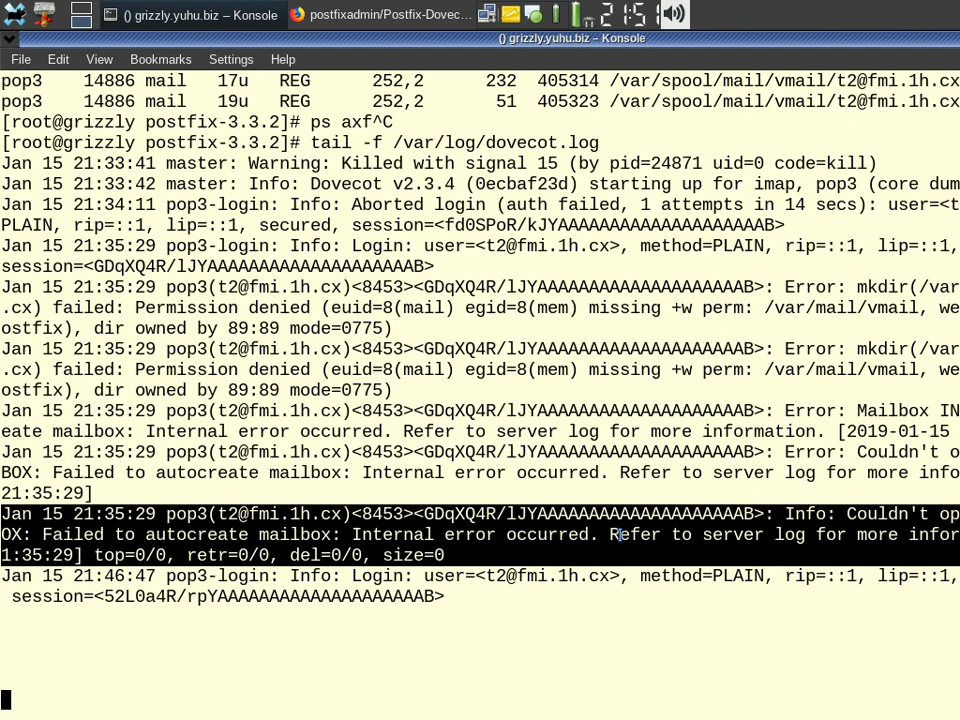 () grizzly.yuhu.biz – Konsole
postfixadmin/Postfix-Dovec...
21:51
() grizzly.yuhu.biz – Konsole
File Edit View Bookmarks Settings Help
pop3    14886 mail   17u   REG      252,2      232  405314 /var/spool/mail/vmail/t2@fmi.1h.cx
pop3    14886 mail   19u   REG      252,2       51  405323 /var/spool/mail/vmail/t2@fmi.1h.cx
[root@grizzly postfix-3.3.2]# ps axf^C
[root@grizzly postfix-3.3.2]# tail -f /var/log/dovecot.log
Jan 15 21:33:41 master: Warning: Killed with signal 15 (by pid=24871 uid=0 code=kill)
Jan 15 21:33:42 master: Info: Dovecot v2.3.4 (0ecbaf23d) starting up for imap, pop3 (core dum
Jan 15 21:34:11 pop3-login: Info: Aborted login (auth failed, 1 attempts in 14 secs): user=<t
PLAIN, rip=::1, lip=::1, secured, session=<fd0SPoR/kJYAAAAAAAAAAAAAAAAAAAAB>
Jan 15 21:35:29 pop3-login: Info: Login: user=<t2@fmi.1h.cx>, method=PLAIN, rip=::1, lip=::1,
session=<GDqXQ4R/lJYAAAAAAAAAAAAAAAAAAAAB>
Jan 15 21:35:29 pop3(t2@fmi.1h.cx)<8453><GDqXQ4R/lJYAAAAAAAAAAAAAAAAAAAAB>: Error: mkdir(/var
.cx) failed: Permission denied (euid=8(mail) egid=8(mem) missing +w perm: /var/mail/vmail, we
ostfix), dir owned by 89:89 mode=0775)
Jan 15 21:35:29 pop3(t2@fmi.1h.cx)<8453><GDqXQ4R/lJYAAAAAAAAAAAAAAAAAAAAB>: Error: mkdir(/var
.cx) failed: Permission denied (euid=8(mail) egid=8(mem) missing +w perm: /var/mail/vmail, we
ostfix), dir owned by 89:89 mode=0775)
Jan 15 21:35:29 pop3(t2@fmi.1h.cx)<8453><GDqXQ4R/lJYAAAAAAAAAAAAAAAAAAAAB>: Error: Mailbox IN
eate mailbox: Internal error occurred. Refer to server log for more information. [2019-01-15
Jan 15 21:35:29 pop3(t2@fmi.1h.cx)<8453><GDqXQ4R/lJYAAAAAAAAAAAAAAAAAAAAB>: Error: Couldn't o
BOX: Failed to autocreate mailbox: Internal error occurred. Refer to server log for more info
21:35:29]
Jan 15 21:35:29 pop3(t2@fmi.1h.cx)<8453><GDqXQ4R/lJYAAAAAAAAAAAAAAAAAAAAB>: Info: Couldn't op
OX: Failed to autocreate mailbox: Internal error occurred. Refer to server log for more infor
1:35:29] top=0/0, retr=0/0, del=0/0, size=0
Jan 15 21:46:47 pop3-login: Info: Login: user=<t2@fmi.1h.cx>, method=PLAIN, rip=::1, lip=::1,
session=<52L0a4R/rpYAAAAAAAAAAAAAAAAAAAAB>